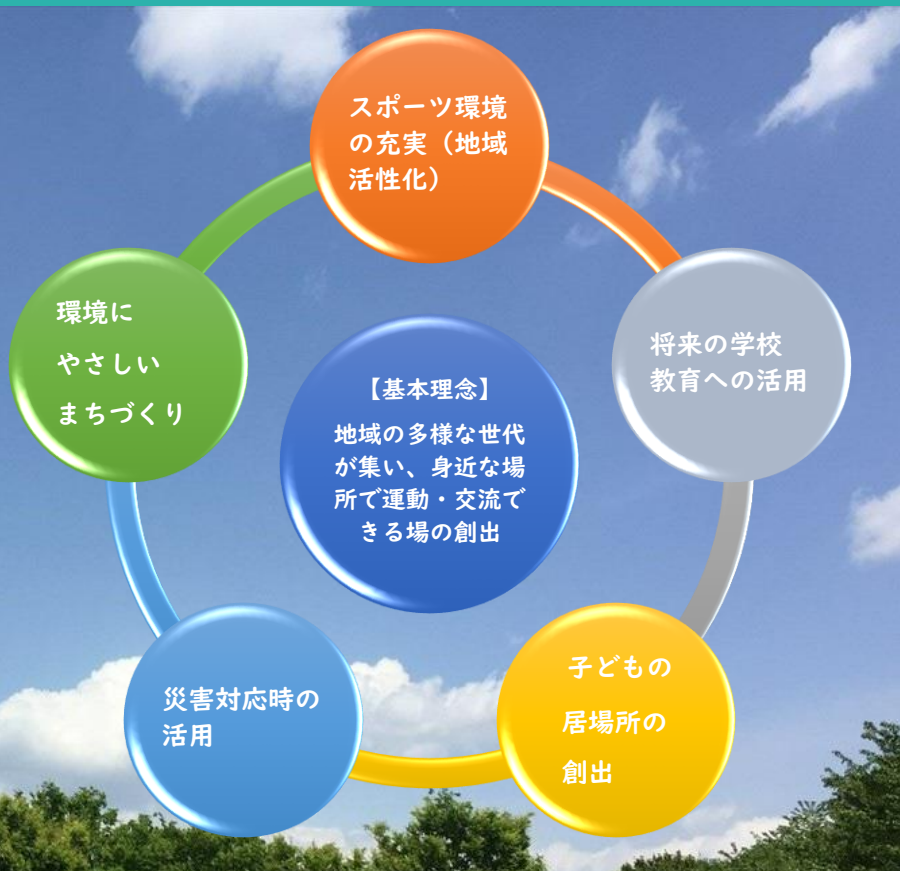 スポーツ環境
の充実（地域
活性化）
将来の学校
教育への活用
子どもの
居場所の
創出
災害対応時の
活用
環境に
やさしい
まちづくり
【基本理念】
地域の多様な世代
が集い、身近な場
所で運動・交流で
きる場の創出